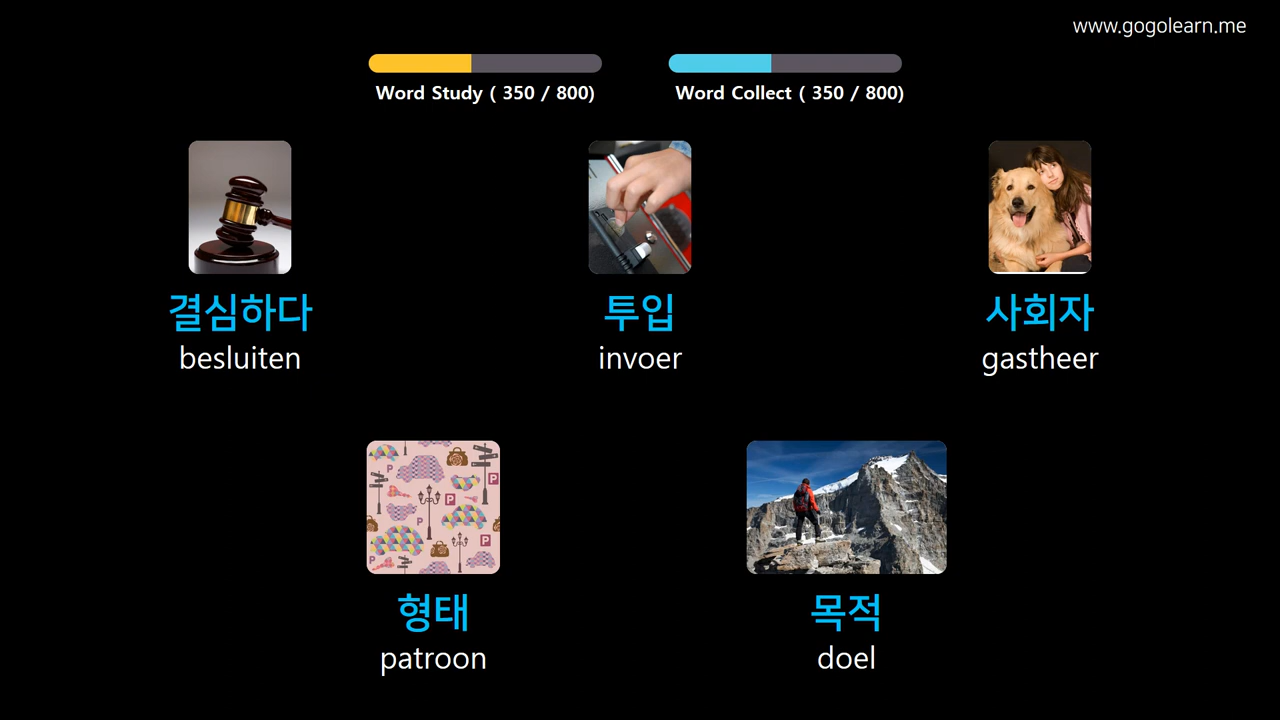 www.gogolearn.me
Word Study ( 350 / 800)
Word Collect ( 350 / 800)
결심하다
besluiten
투입
invoer
사회자
gastheer
형태
patroon
목적
doel